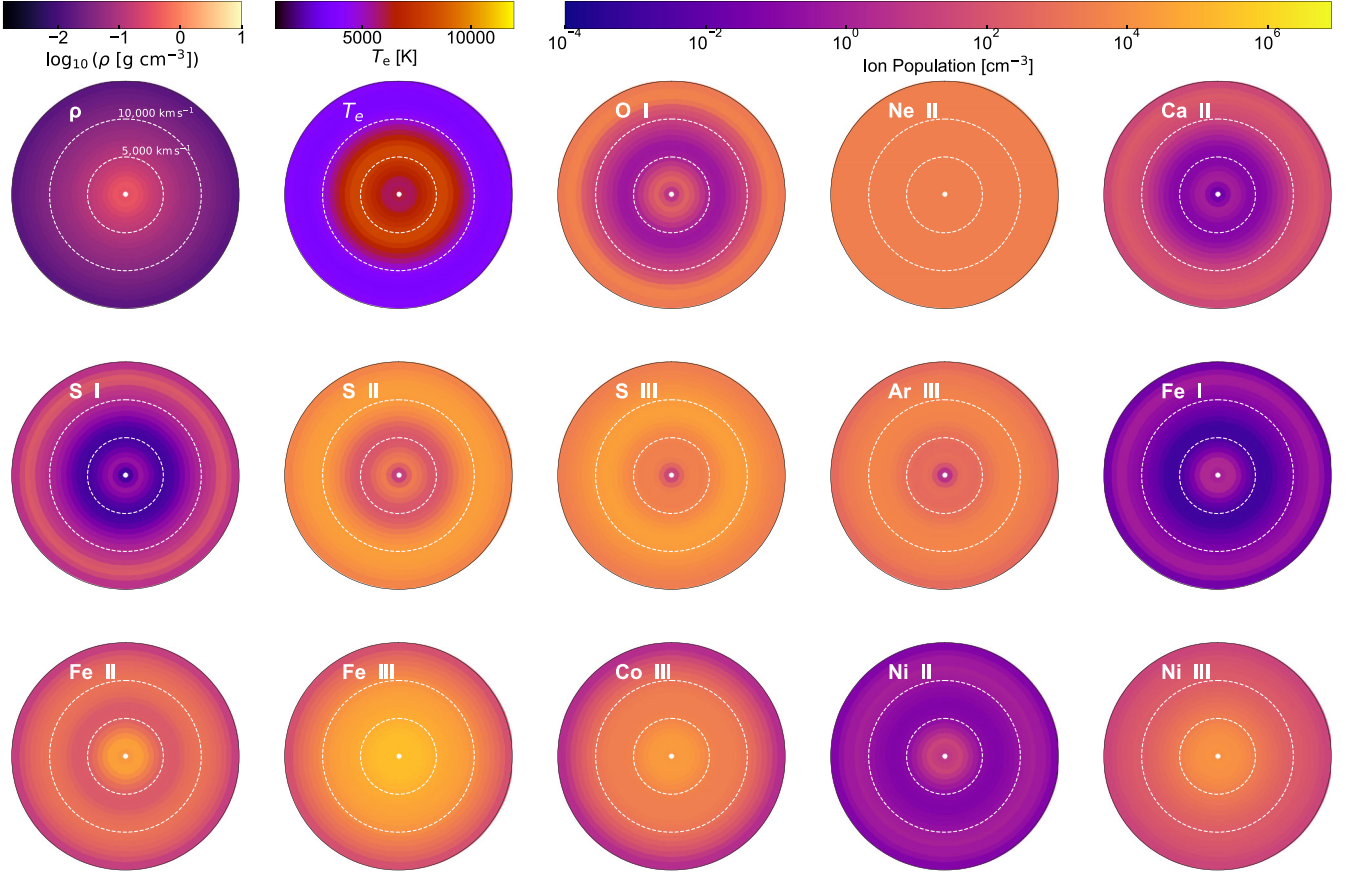 −2 −1 0 1
log₁₀ (ρ [g cm⁻³])
5000 10000
Tₑ [K]
10⁻⁴ 10⁻² 10⁰ 10² 10⁴ 10⁶
Ion Population [cm⁻³]
ρ
10,000 km s⁻¹
5,000 km s⁻¹
Tₑ
O I
Ne II
Ca II
S I
S II
S III
Ar III
Fe I
Fe II
Fe III
Co III
Ni II
Ni III